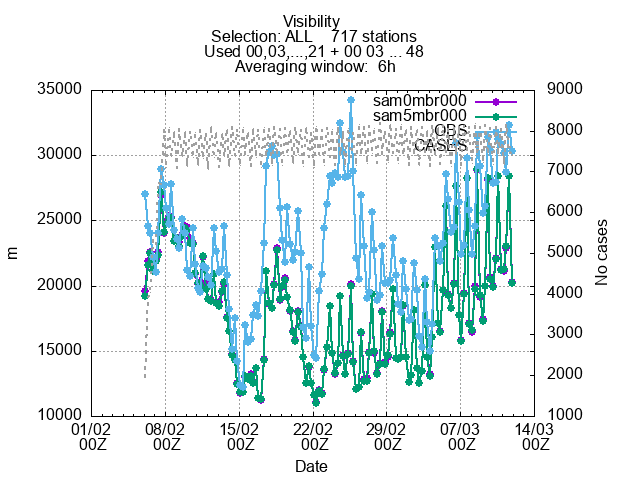 Visibility
Selection: ALL 717 stations
Used 00,03,...,21 + 00 03 ... 48
Averaging window: 6h
35000
30000
25000
20000
15000
10000
m
9000
8000
7000
6000
5000
4000
3000
2000
1000
No cases
sam0mbr000
sam5mbr000
OBS
CASES
01/02 08/02 15/02 22/02 29/02 07/03 14/03
00Z 00Z 00Z 00Z 00Z 00Z 00Z
Date